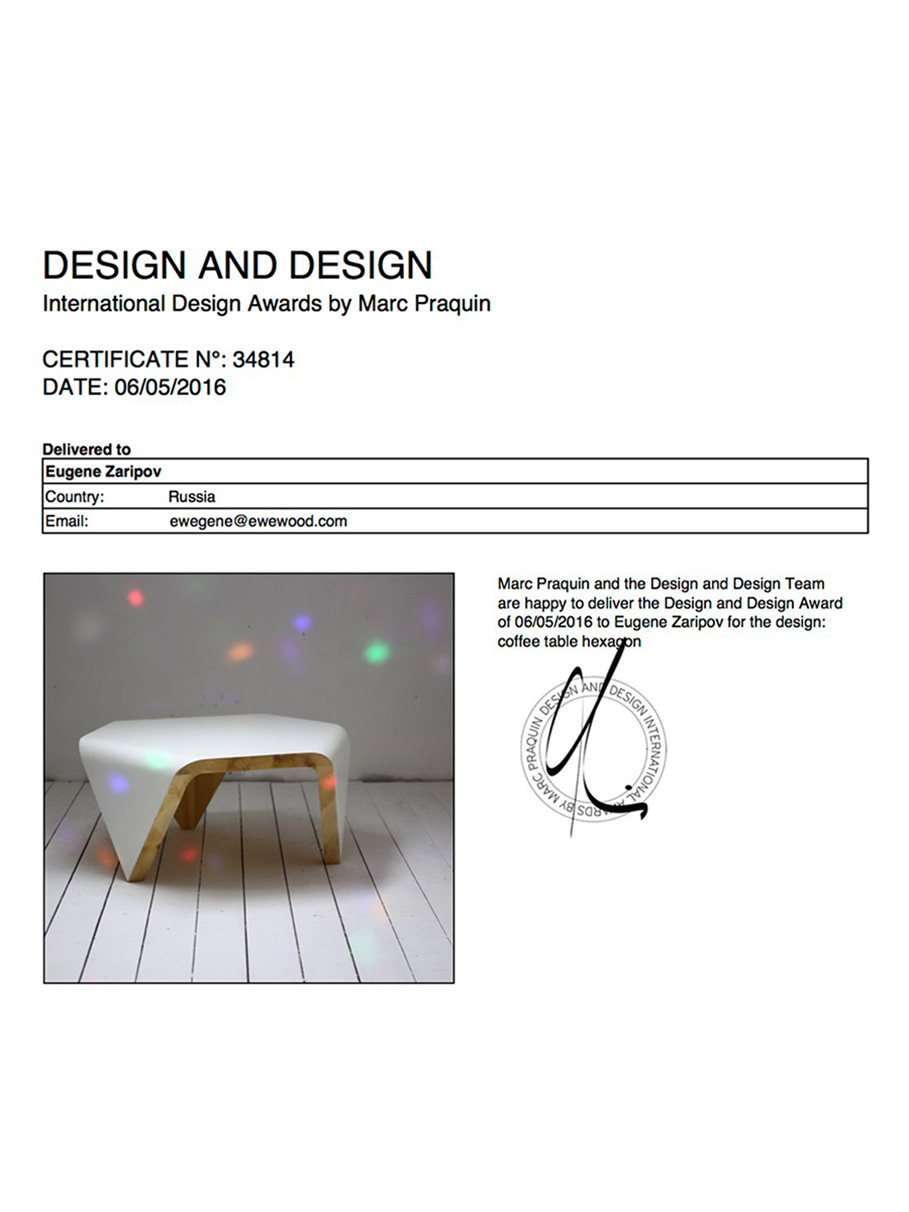 DESIGN AND DESIGN
International Design Awards by Marc Praquin
CERTIFICATE N°: 34814
DATE: 06/05/2016
Delivered to
Eugene Zaripov
Country: Russia
Email: ewegene@ewewood.com
Marc Praquin and the Design and Design Team
are happy to deliver the Design and Design Award
of 06/05/2016 to Eugene Zaripov for the design:
coffee table hexagon
DESIGN AND DESIGN INTERNATIONAL AWARDS BY MARC PRAQUIN